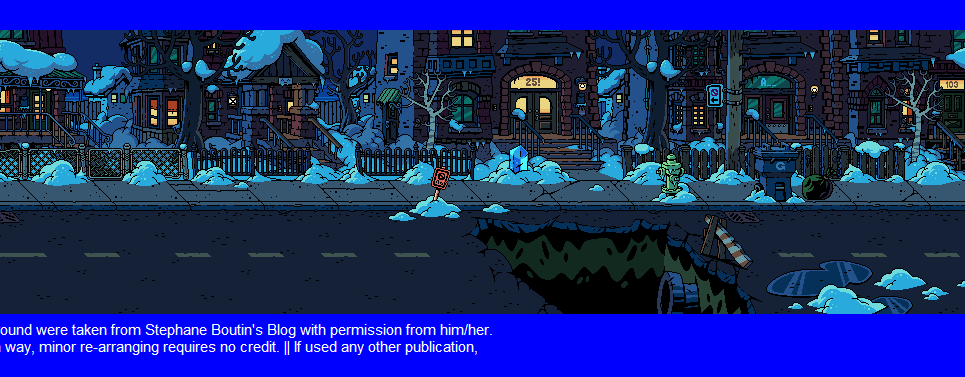 25!
A.
103
G
ound were taken from Stephane Boutin's Blog with permission from him/her.
way, minor re-arranging requires no credit. || If used any other publication,